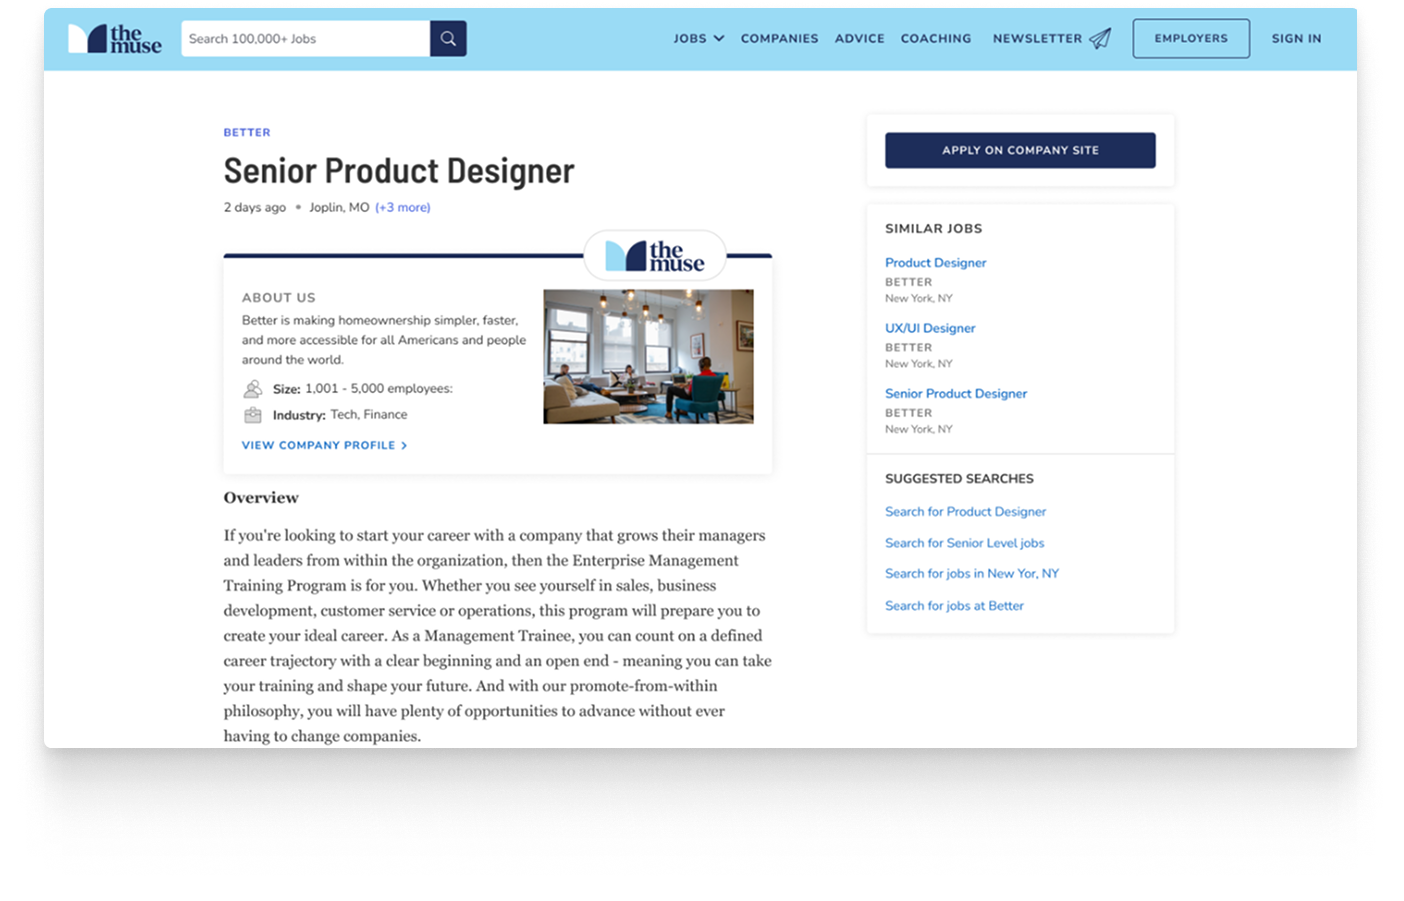 the muse
Search 100,000+ Jobs
JOBS
COMPANIES
ADVICE
COACHING
NEWSLETTER
EMPLOYERS
SIGN IN
BETTER
Senior Product Designer
2 days ago • Joplin, MO (+3 more)
the muse
ABOUT US
Better is making homeownership simpler, faster,
and more accessible for all Americans and people
around the world.
Size: 1,001 - 5,000 employees:
Industry: Tech, Finance
VIEW COMPANY PROFILE >
Overview
If you're looking to start your career with a company that grows their managers
and leaders from within the organization, then the Enterprise Management
Training Program is for you. Whether you see yourself in sales, business
development, customer service or operations, this program will prepare you to
create your ideal career. As a Management Trainee, you can count on a defined
career trajectory with a clear beginning and an open end - meaning you can take
your training and shape your future. And with our promote-from-within
philosophy, you will have plenty of opportunities to advance without ever
having to change companies.
APPLY ON COMPANY SITE
SIMILAR JOBS
Product Designer
BETTER
New York, NY
UX/UI Designer
BETTER
New York, NY
Senior Product Designer
BETTER
New York, NY
SUGGESTED SEARCHES
Search for Product Designer
Search for Senior Level jobs
Search for jobs in New Yor, NY
Search for jobs at Better